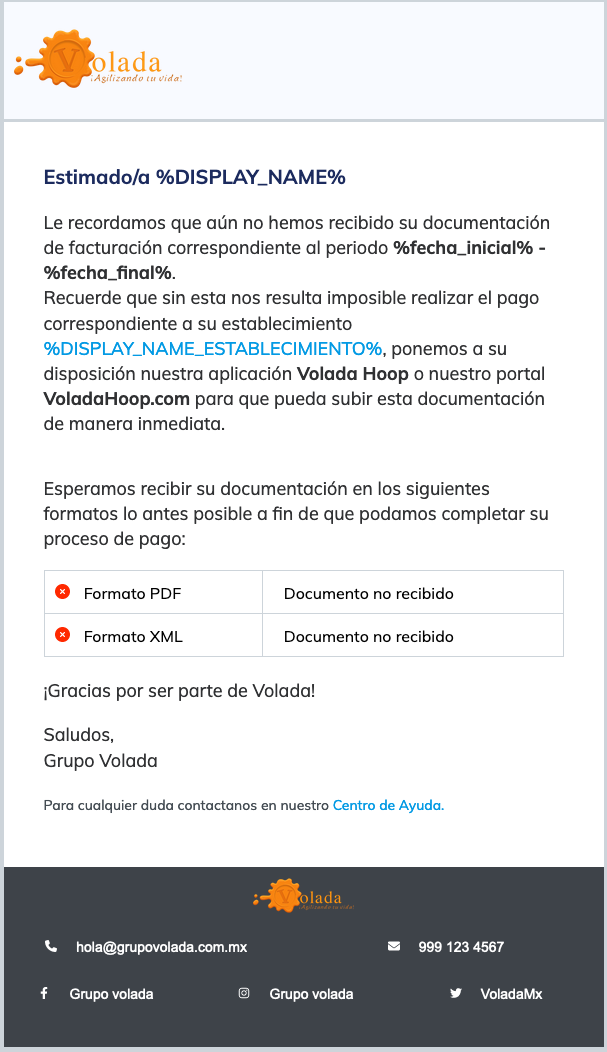 Volada
¡Agilizando tu vida!
Estimado/a %DISPLAY_NAME%
Le recordamos que aún no hemos recibido su documentación
de facturación correspondiente al periodo %fecha_inicial% -
%fecha_final%.
Recuerde que sin esta nos resulta imposible realizar el pago
correspondiente a su establecimiento
%DISPLAY_NAME_ESTABLECIMIENTO%, ponemos a su
disposición nuestra aplicación Volada Hoop o nuestro portal
VoladaHoop.com para que pueda subir esta documentación
de manera inmediata.
Esperamos recibir su documentación en los siguientes
formatos lo antes posible a fin de que podamos completar su
proceso de pago:
Formato PDF Documento no recibido
Formato XML Documento no recibido
¡Gracias por ser parte de Volada!
Saludos,
Grupo Volada
Para cualquier duda contactanos en nuestro Centro de Ayuda.
Volada
¡Agilizando tu vida!
hola@grupovolada.com.mx 999 123 4567
Grupo volada Grupo volada VoladaMx